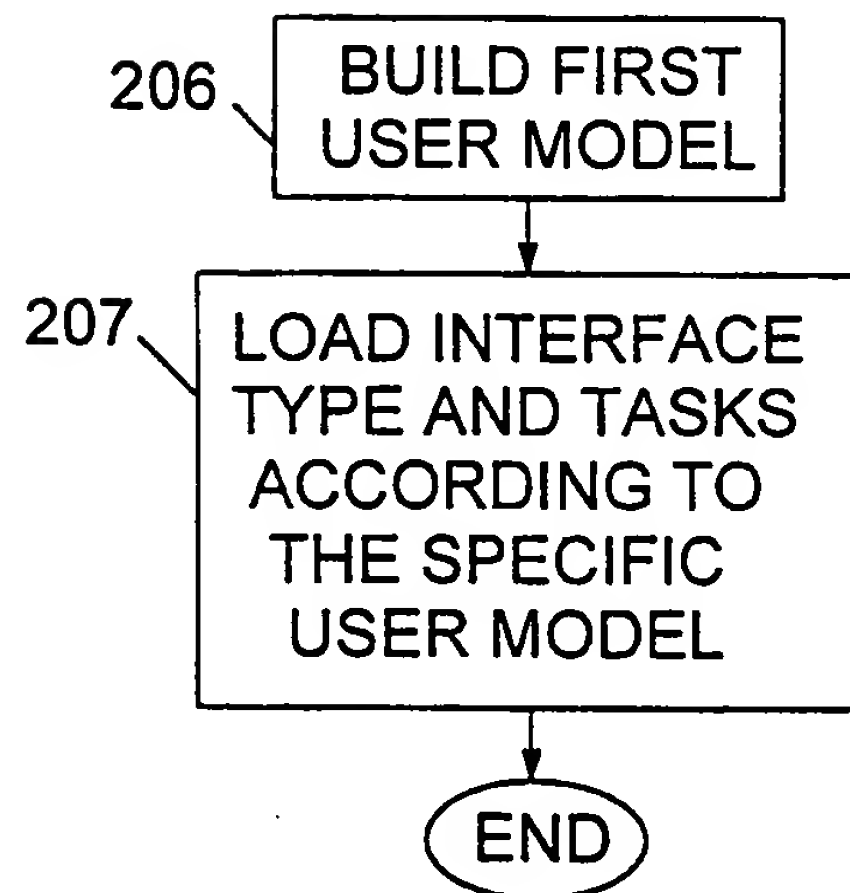 206
BUILD FIRST
USER MODEL
207
LOAD INTERFACE
TYPE AND TASKS
ACCORDING TO
THE SPECIFIC
USER MODEL
END